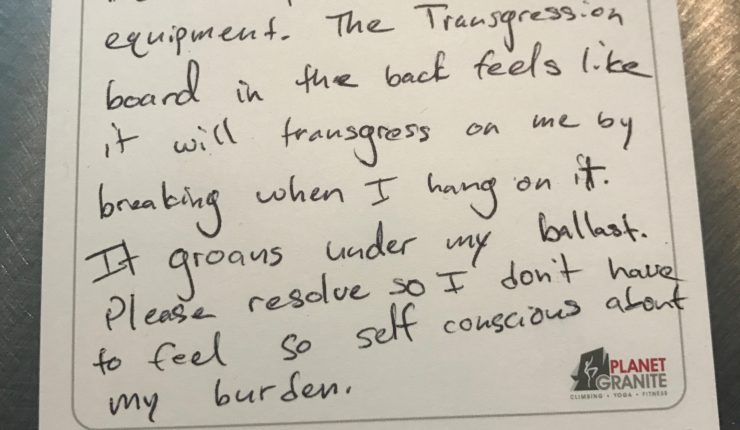 equipment. The Transgression
board in the back feels like
it will transgress on me by
breaking when I hang on it.
It groans under my ballast.
Please resolve so I don't have
to feel so self conscious about
my burden.
PLANET
GRANITE
CLIMBING • YOGA • FITNESS